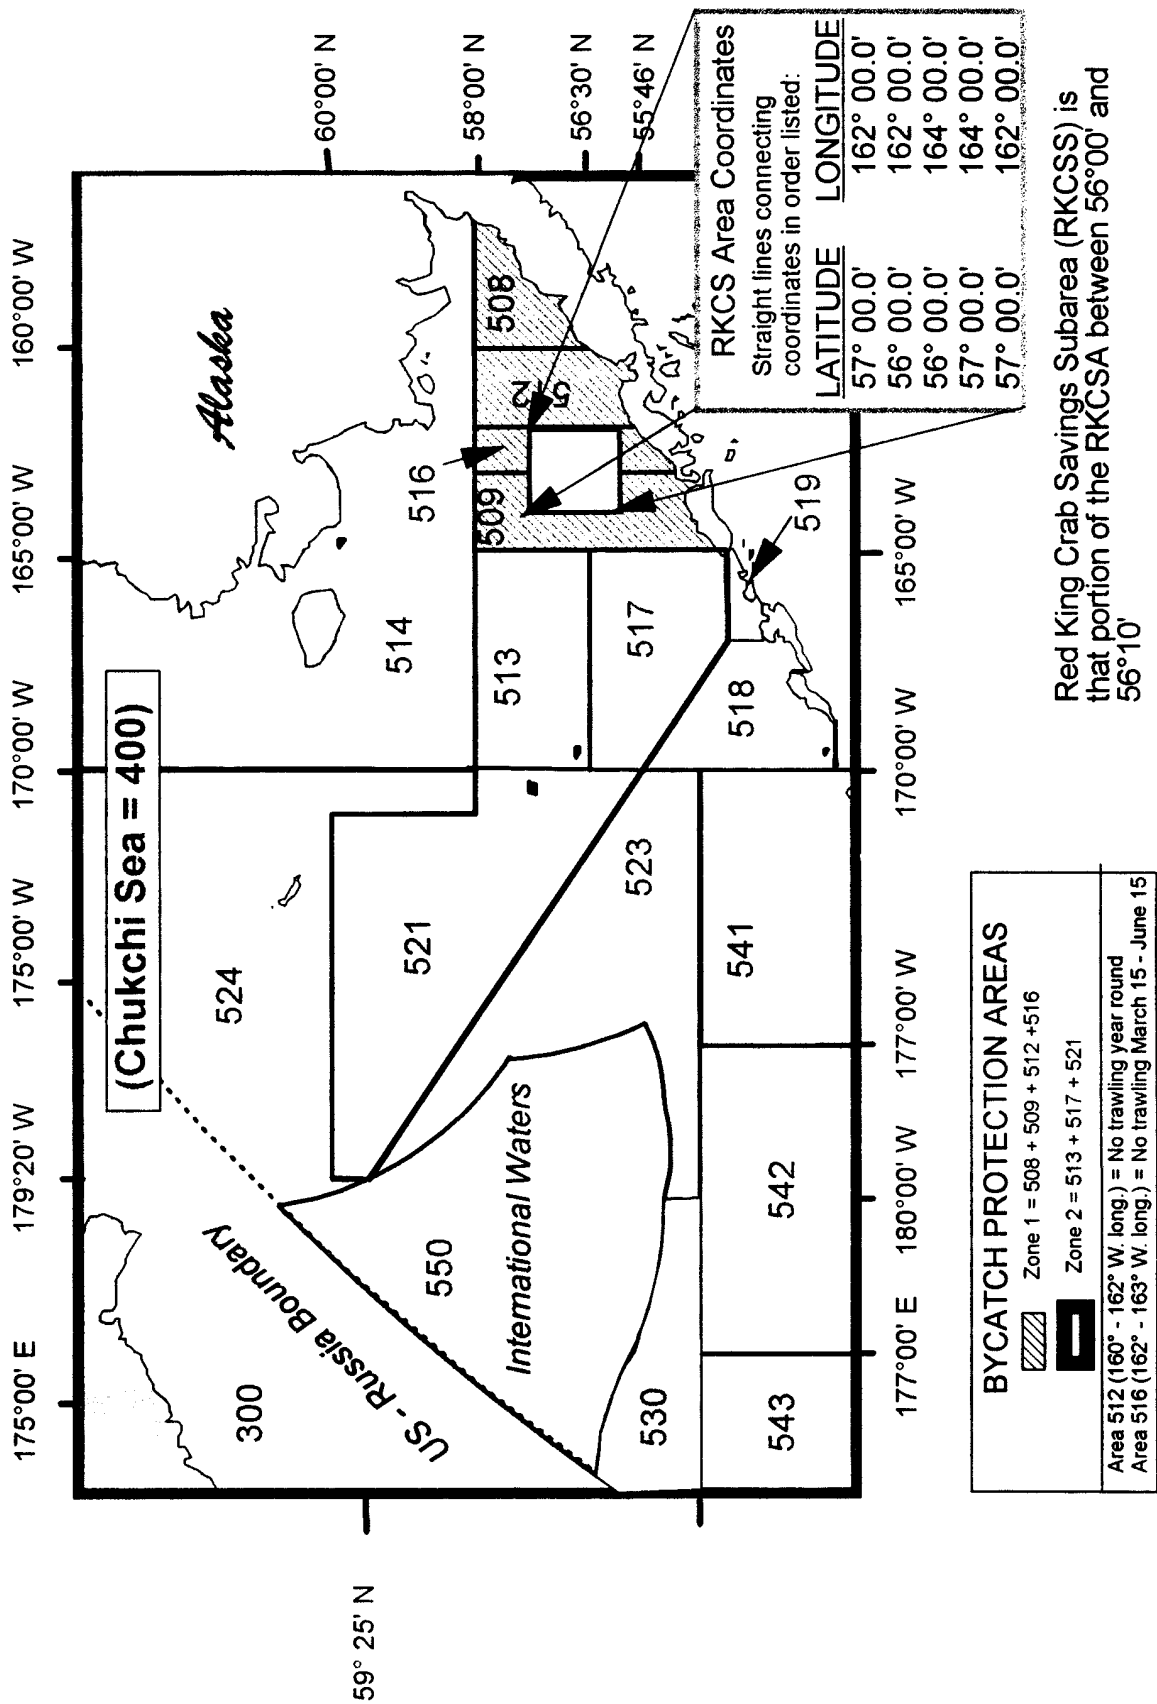 175°00' E
179°20' W
175°00' W
170°00' W
165°00' W
160°00' W
(Chukchi Sea = 400)
Alaska
60°00' N
58°00' N
56°30' N
55°46' N
59° 25' N
300
US - Russia Boundary
524
514
516
521
550
International Waters
513
509
512
508
523
517
530
518
519
541
542
543
177°00' E
180°00' W
177°00' W
170°00' W
165°00' W
RKCS Area Coordinates
Straight lines connecting
coordinates in order listed:
LATITUDE LONGITUDE
57° 00.0' 162° 00.0'
56° 00.0' 162° 00.0'
56° 00.0' 164° 00.0'
57° 00.0' 164° 00.0'
57° 00.0' 162° 00.0'
BYCATCH PROTECTION AREAS
Zone 1 = 508 + 509 + 512 +516
Zone 2 = 513 + 517 + 521
Area 512 (160° - 162° W. long.) = No trawling year round
Area 516 (162° - 163° W. long.) = No trawling March 15 - June 15
Red King Crab Savings Subarea (RKCSS) is
that portion of the RKCSA between 56°00' and
56°10'